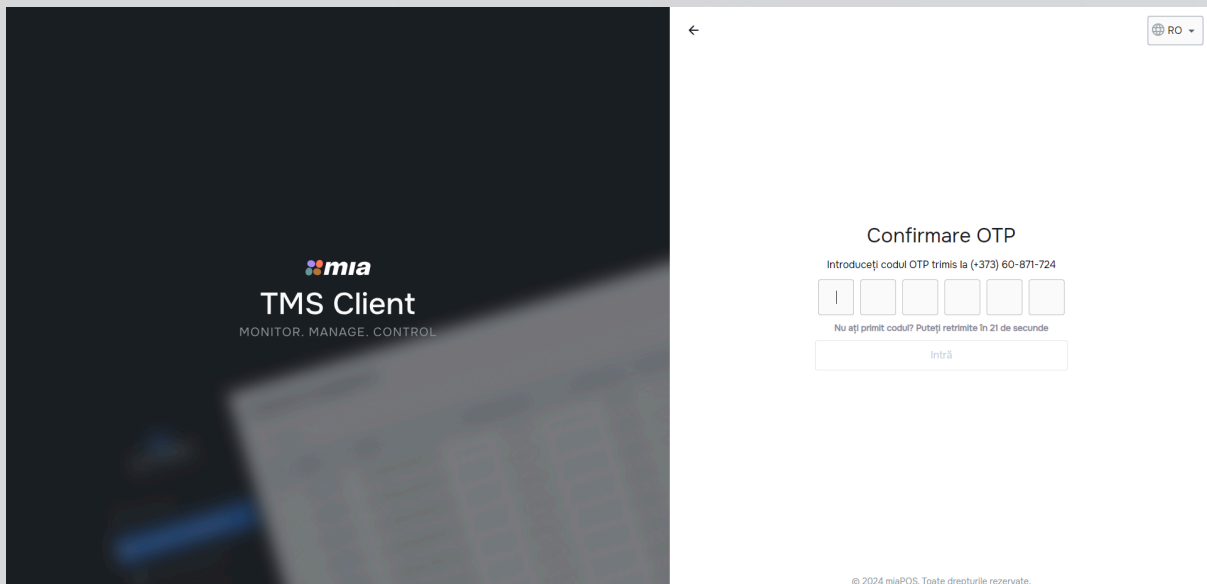 mia
TMS Client
MONITOR. MANAGE. CONTROL
RO
Confirmare OTP
Introduceți codul OTP trimis la (+373) 60-871-724
Nu ați primit codul? Puteți retrimite în 21 de secunde
Intră
© 2024 miaPOS. Toate drepturile rezervate.